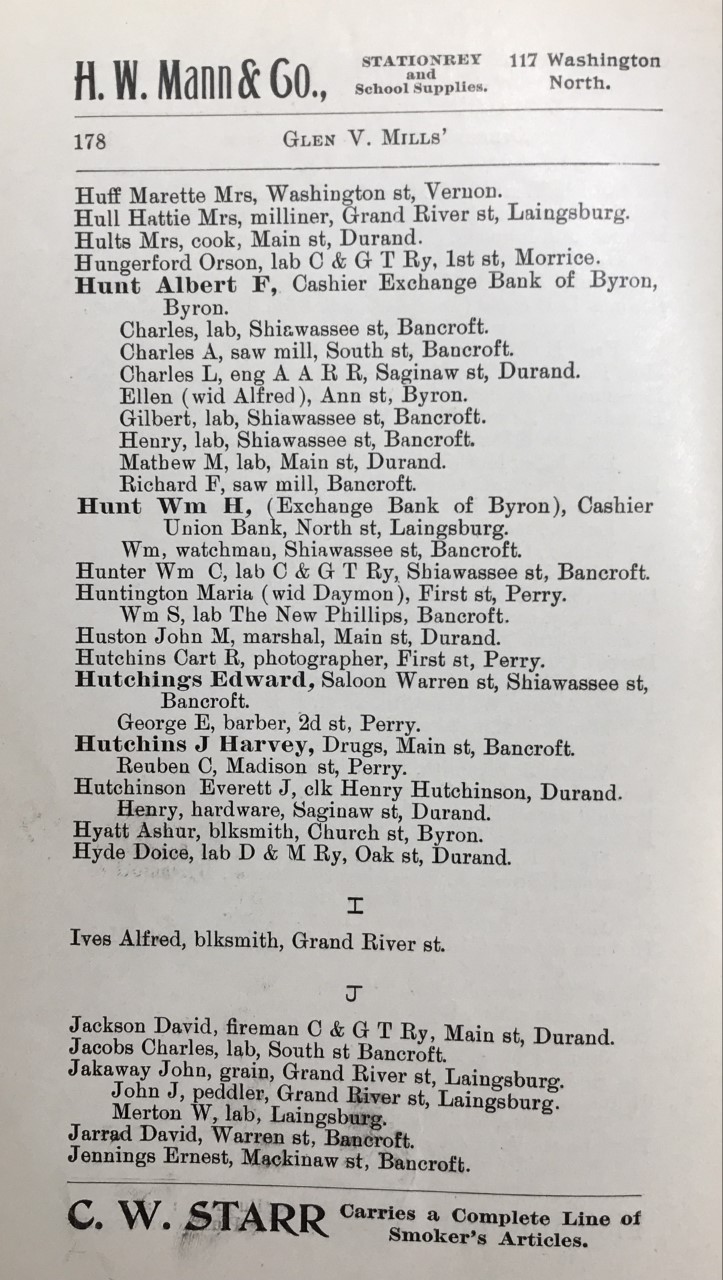 H. W. Mann & Co.,
STATIONREY
and
School Supplies.
117 Washington
North.
178 GLEN V. MILLS'
Huff Marette Mrs, Washington st, Vernon.
Hull Hattie Mrs, milliner, Grand River st, Laingsburg.
Hults Mrs, cook, Main st, Durand.
Hungerford Orson, lab C & G T Ry, 1st st, Morrice.
Hunt Albert F, Cashier Exchange Bank of Byron,
Byron.
Charles, lab, Shiawassee st, Bancroft.
Charles A, saw mill, South st, Bancroft.
Charles L, eng A A R R, Saginaw st, Durand.
Ellen (wid Alfred), Ann st, Byron.
Gilbert, lab, Shiawassee st, Bancroft.
Henry, lab, Shiawassee st, Bancroft.
Mathew M, lab, Main st, Durand.
Richard F, saw mill, Bancroft.
Hunt Wm H, (Exchange Bank of Byron), Cashier
Union Bank, North st, Laingsburg.
Wm, watchman, Shiawassee st, Bancroft.
Hunter Wm C, lab C & G T Ry, Shiawassee st, Bancroft.
Huntington Maria (wid Daymon), First st, Perry.
Wm S, lab The New Phillips, Bancroft.
Huston John M, marshal, Main st, Durand.
Hutchins Cart R, photographer, First st, Perry.
Hutchings Edward, Saloon Warren st, Shiawassee st,
Bancroft.
George E, barber, 2d st, Perry.
Hutchins J Harvey, Drugs, Main st, Bancroft.
Reuben C, Madison st, Perry.
Hutchinson Everett J, clk Henry Hutchinson, Durand.
Henry, hardware, Saginaw st, Durand.
Hyatt Ashur, blksmith, Church st, Byron.
Hyde Doice, lab D & M Ry, Oak st, Durand.
I
Ives Alfred, blksmith, Grand River st.
J
Jackson David, fireman C & G T Ry, Main st, Durand.
Jacobs Charles, lab, South st Bancroft.
Jakaway John, grain, Grand River st, Laingsburg.
John J, peddler, Grand River st, Laingsburg.
Merton W, lab, Laingsburg.
Jarrad David, Warren st, Bancroft.
Jennings Ernest, Mackinaw st, Bancroft.
C. W. STARR
Carries a Complete Line of
Smoker's Articles.